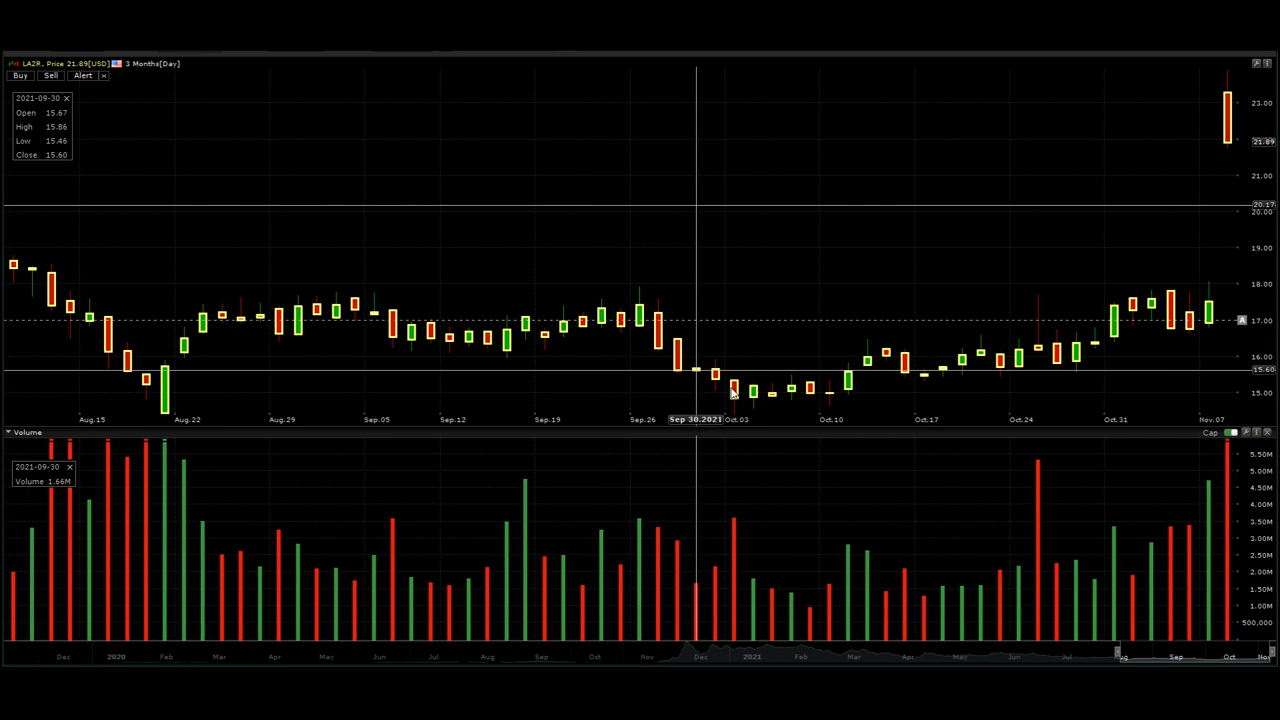 LAZR, Price 21.89[USD] 3 Months[Day]
Buy Sell Alert ×
2021-09-30 ×
Open 15.67
High 15.86
Low 15.46
Close 15.60
23.00
21.89
21.00
20.17
20.00
19.00
18.00
17.00
A
16.00
15.60
15.00
Aug.15 Aug.22 Aug.29 Sep.05 Sep.12 Sep.19 Sep.26 Sep 30.2021 Oct.03 Oct.10 Oct.17 Oct.24 Oct.31 Nov.07
Volume Cap
2021-09-30 ×
Volume 1.66M
5.50M
5.00M
4.50M
4.00M
3.50M
3.00M
2.50M
2.00M
1.50M
1.00M
500,000
Dec 2020 Feb Mar Apr May Jun Jul Aug Sep Oct Nov Dec 2021 Feb Mar Apr May Jun Jul ug Sep Oct No